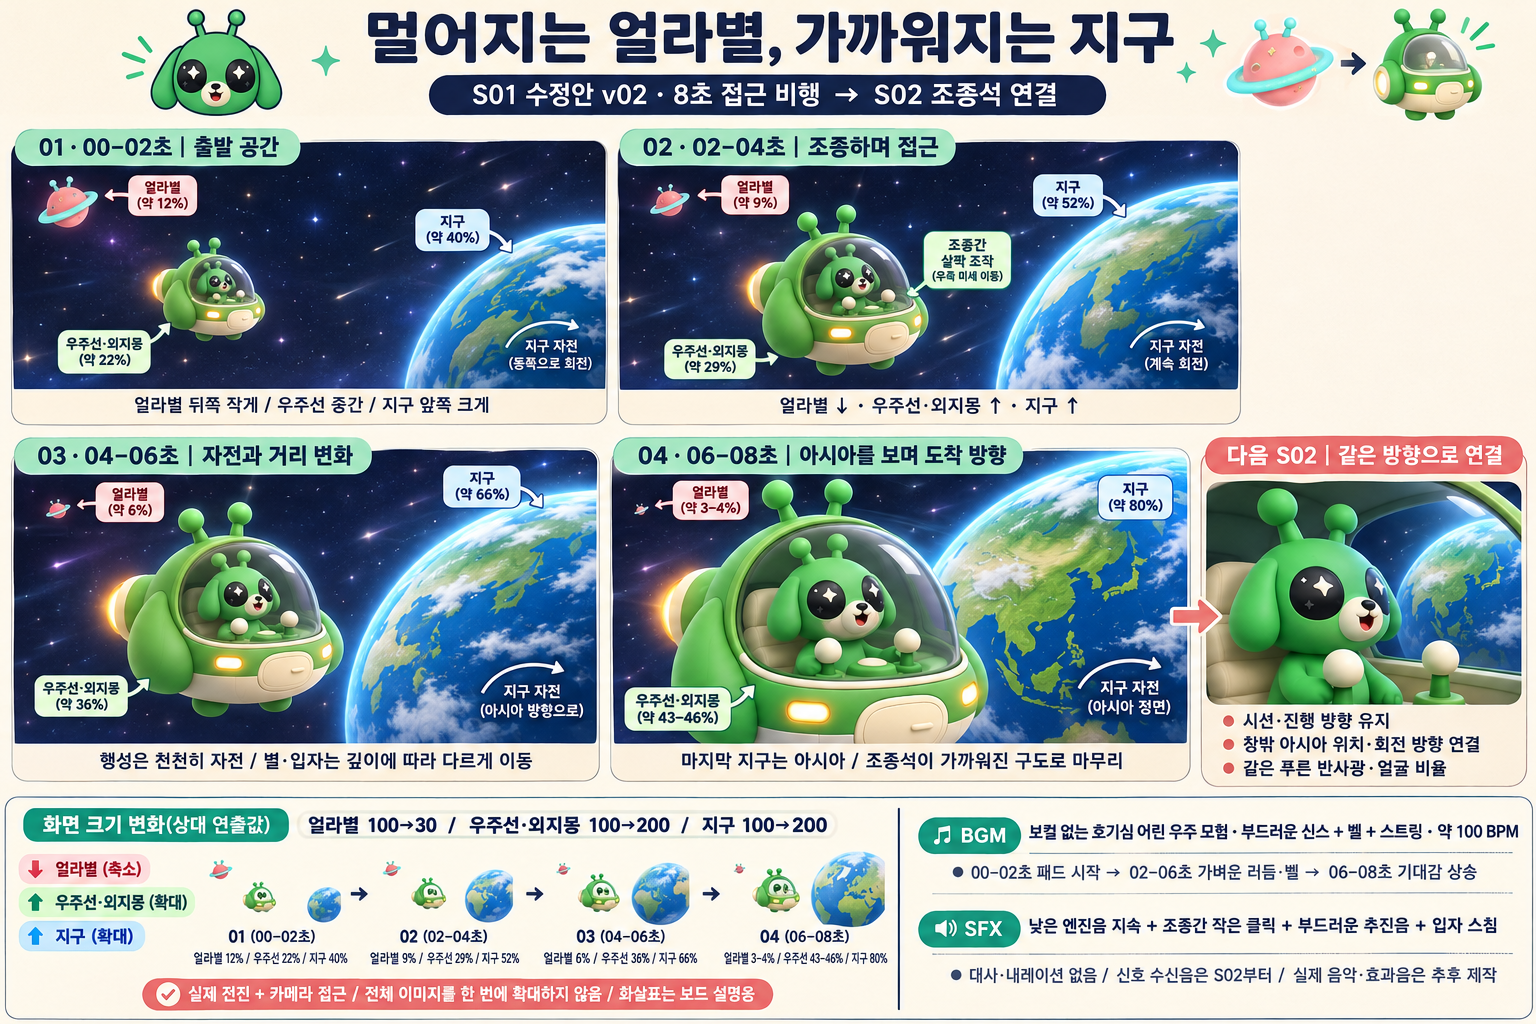 멀어지는 얼라별, 가까워지는 지구
S01 수정안 v02 · 8초 접근 비행 → S02 조종석 연결
01 · 00–02초 | 출발 공간
얼라별
(약 12%)
지구
(약 40%)
우주선·외지몽
(약 22%)
지구 자전
(동쪽으로 회전)
얼라별 뒤쪽 작게 / 우주선 중간 / 지구 앞쪽 크게
02 · 02–04초 | 조종하며 접근
얼라별
(약 9%)
지구
(약 52%)
조종간
살짝 조작
(우측 미세 이동)
우주선·외지몽
(약 29%)
지구 자전
(계속 회전)
얼라별 ↓ · 우주선·외지몽 ↑ · 지구 ↑
03 · 04–06초 | 자전과 거리 변화
얼라별
(약 6%)
지구
(약 66%)
우주선·외지몽
(약 36%)
지구 자전
(아시아 방향으로)
행성은 천천히 자전 / 별·입자는 깊이에 따라 다르게 이동
04 · 06–08초 | 아시아를 보며 도착 방향
얼라별
(약 3–4%)
지구
(약 80%)
우주선·외지몽
(약 43–46%)
지구 자전
(아시아 정면)
마지막 지구는 아시아 / 조종석이 가까워진 구도로 마무리
다음 S02 | 같은 방향으로 연결
● 시선·진행 방향 유지
● 창밖 아시아 위치·회전 방향 연결
● 같은 푸른 반사광·얼굴 비율
화면 크기 변화(상대 연출값)
얼라별 100→30 / 우주선·외지몽 100→200 / 지구 100→200
얼라별 (축소)
우주선·외지몽 (확대)
지구 (확대)
01 (00–02초)
얼라별 12% / 우주선 22% / 지구 40%
02 (02–04초)
얼라별 9% / 우주선 29% / 지구 52%
03 (04–06초)
얼라별 6% / 우주선 36% / 지구 66%
04 (06–08초)
얼라별 3–4% / 우주선 43–46% / 지구 80%
실제 전진 + 카메라 접근 / 전체 이미지를 한 번에 확대하지 않음 / 화살표는 보드 설명용
BGM
보컬 없는 호기심 어린 우주 모험 · 부드러운 신스 + 벨 + 스트링 · 약 100 BPM
● 00–02초 패드 시작 → 02–06초 가벼운 리듬·벨 → 06–08초 기대감 상승
SFX
낮은 엔진음 지속 + 조종간 작은 클릭 + 부드러운 추진음 + 입자 스침
● 대사·내레이션 없음 / 신호 수신음은 S02부터 / 실제 음악·효과음은 추후 제작